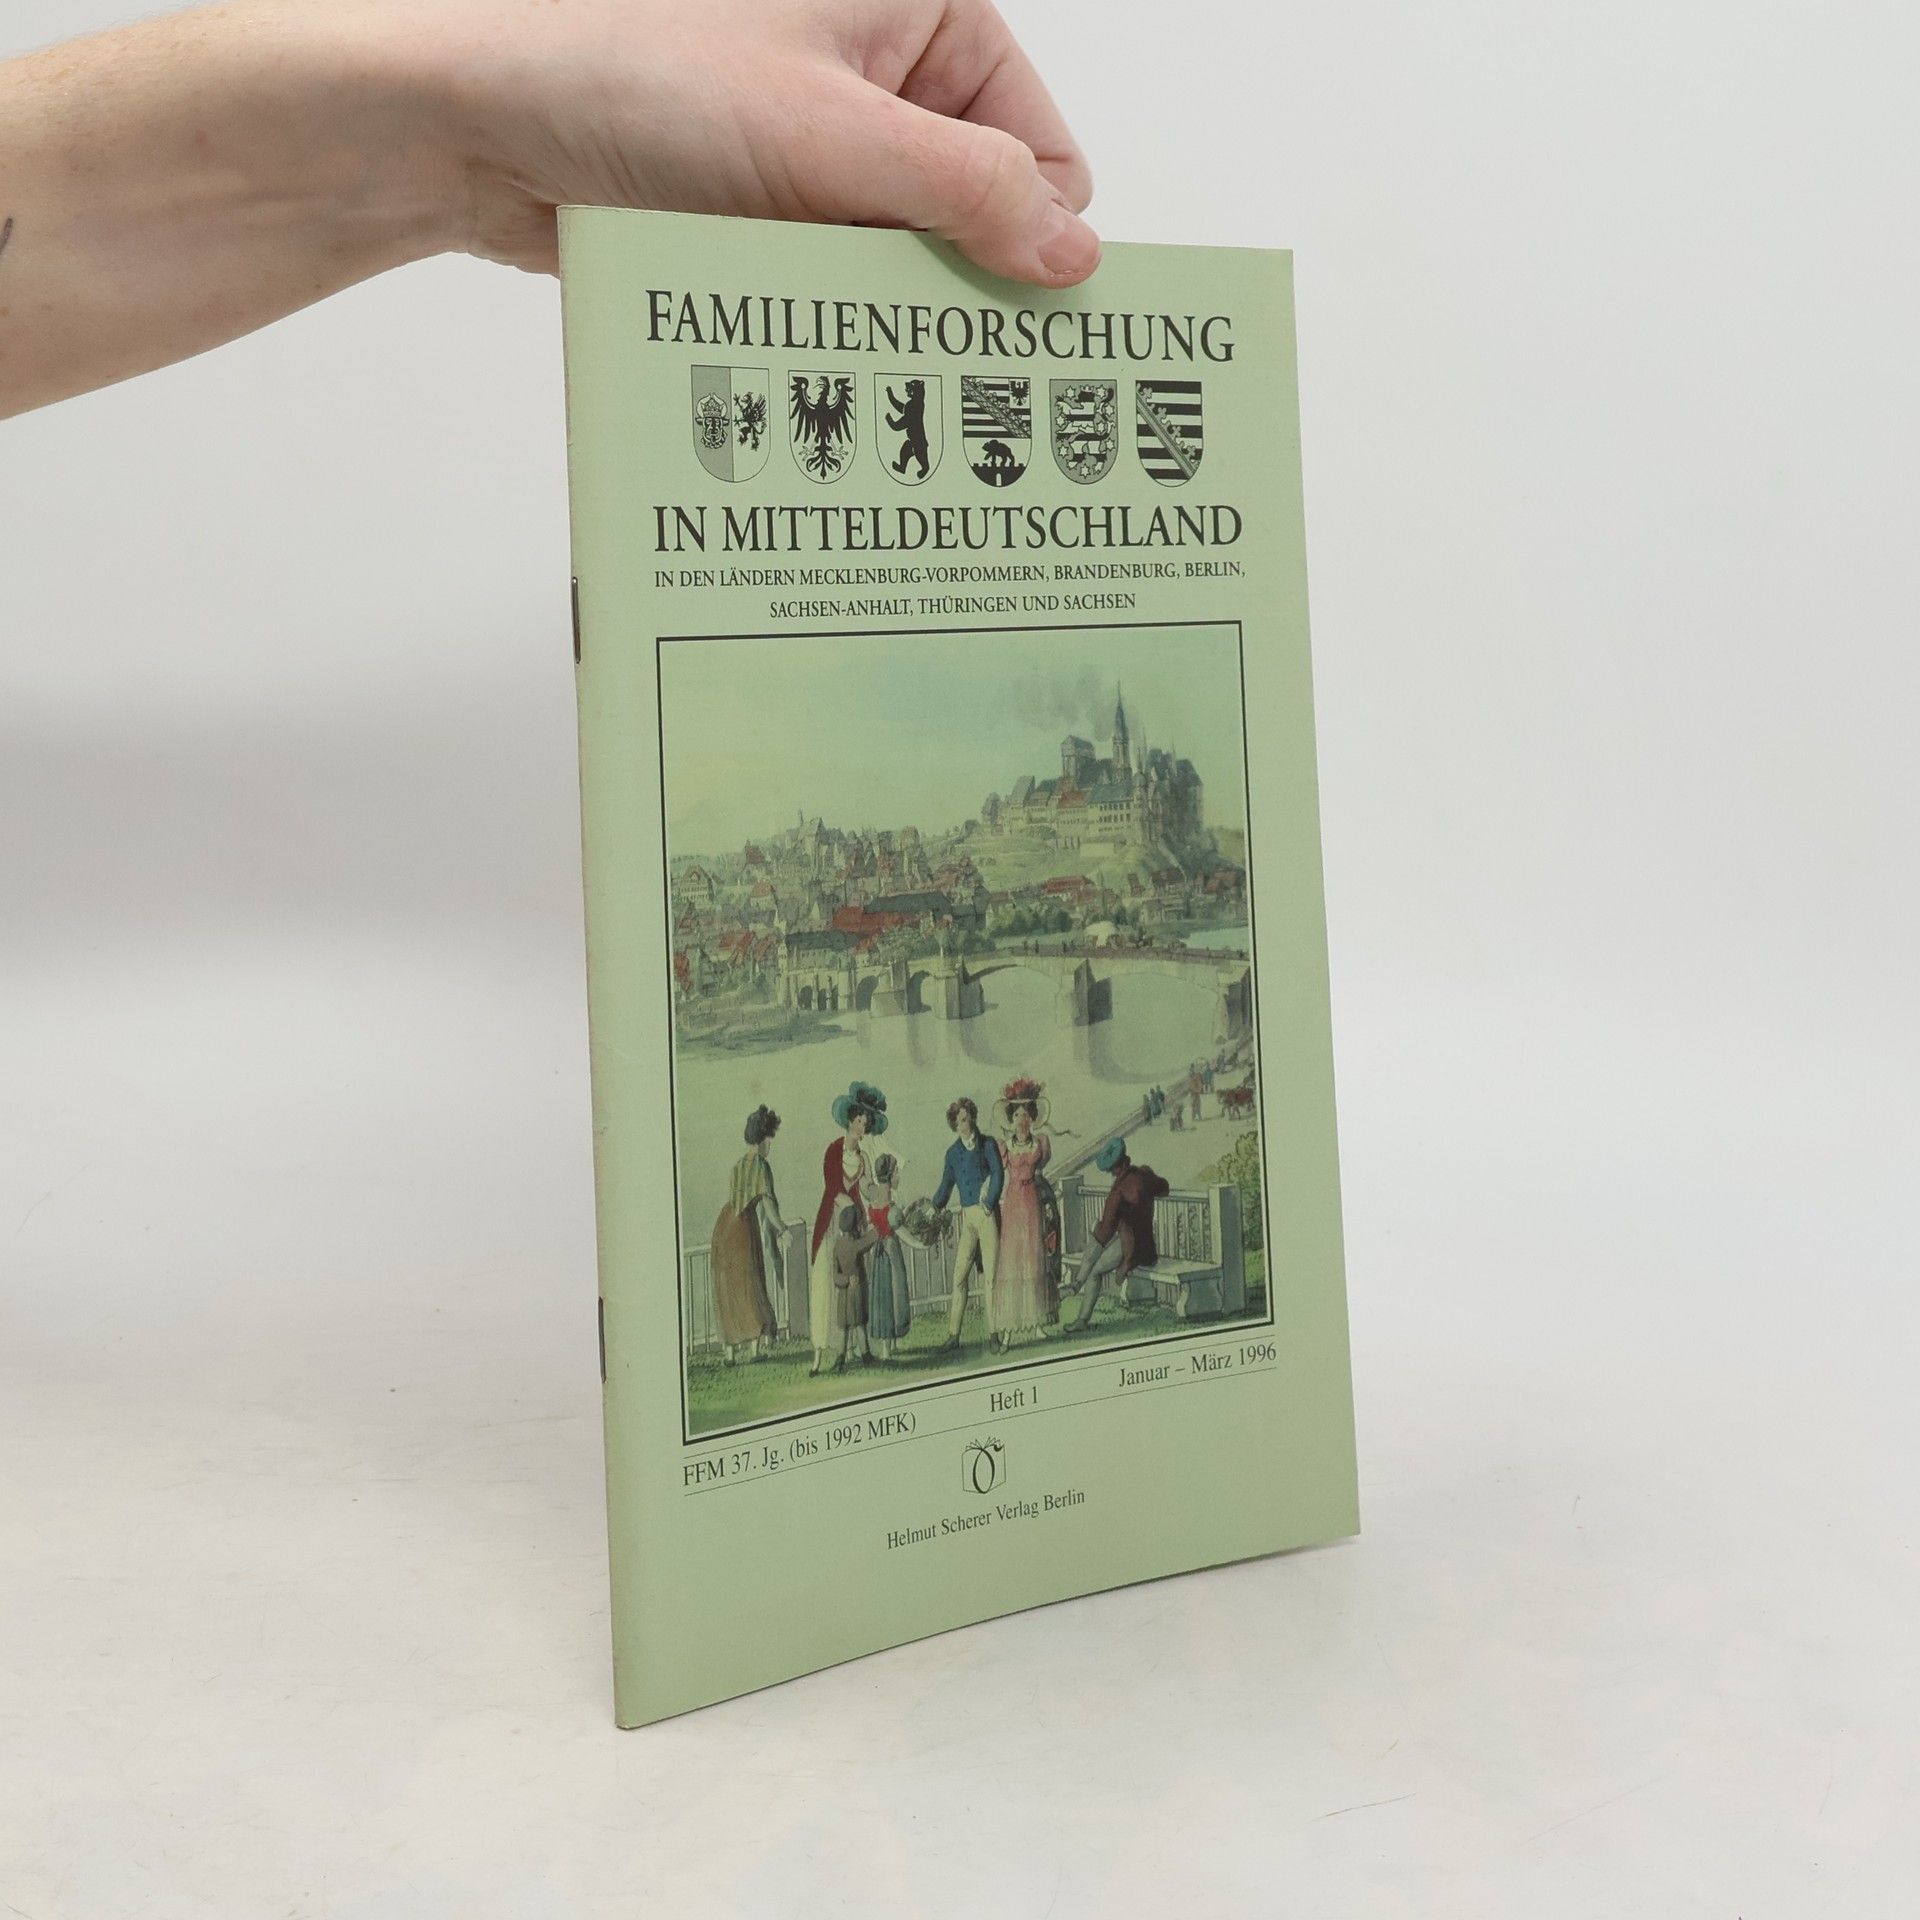 FAMILIENFORSCHUNG
IN MITTELDEUTSCHLAND
IN DEN LÄNDERN MECKLENBURG-VORPOMMERN, BRANDENBURG, BERLIN,
SACHSEN-ANHALT, THÜRINGEN UND SACHSEN
FFM 37. Jg. (bis 1992 MFK) Heft 1 Januar – März 1996
Helmut Scherer Verlag Berlin